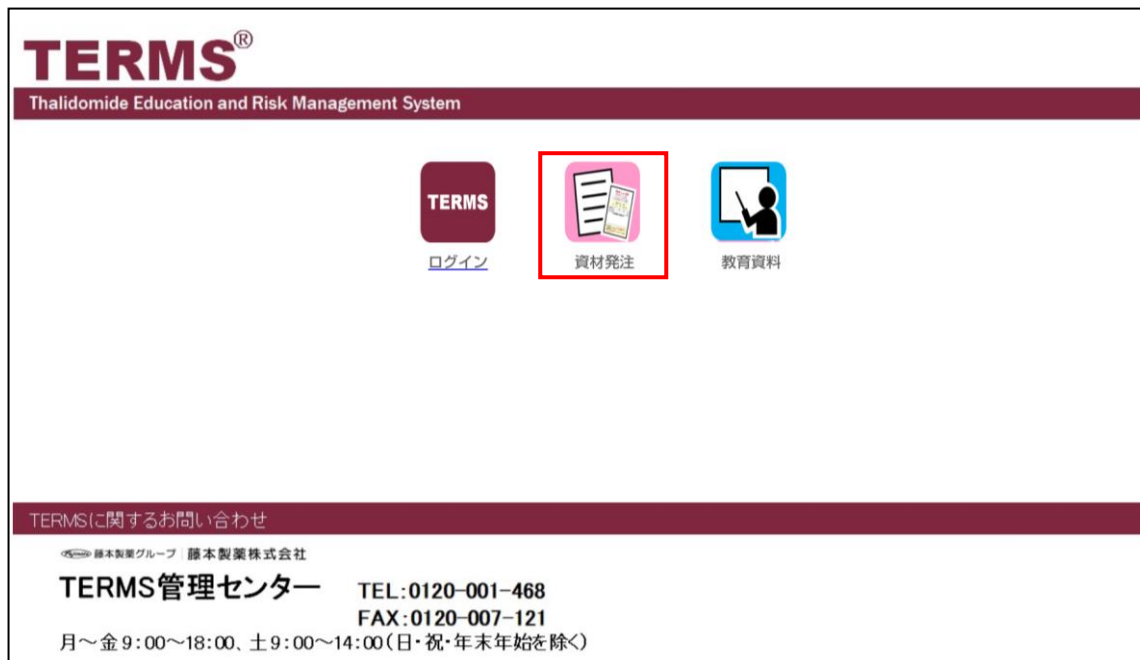 TERMS®
Thalidomide Education and Risk Management System
TERMS
ログイン
資材発注
教育資料
TERMSに関するお問い合わせ
藤本製薬グループ 藤本製薬株式会社
TERMS管理センター
TEL:0120-001-468
FAX:0120-007-121
月～金9:00～18:00、土9:00～14:00(日・祝・年末年始を除く)